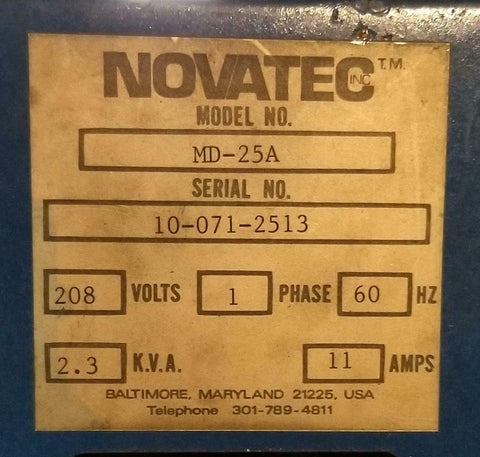 NOVATEC INC T.M.
MODEL NO.
MD-25A
SERIAL NO.
10-071-2513
208 VOLTS 1 PHASE 60 HZ
2.3 K.V.A. 11 AMPS
BALTIMORE, MARYLAND 21225, USA
Telephone 301-789-4811